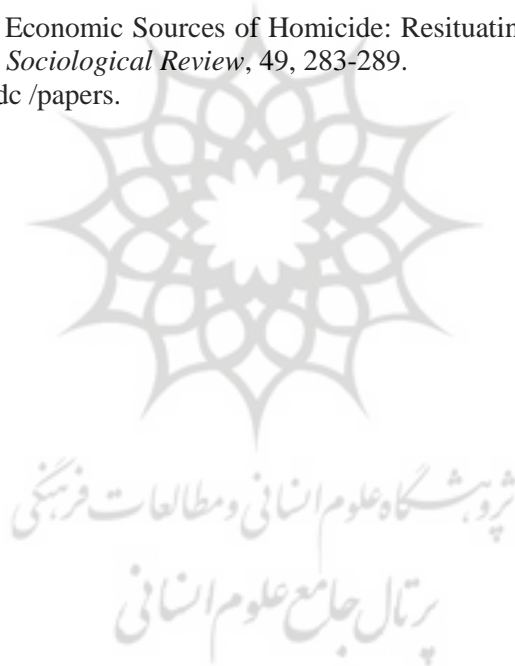 Economic Sources of Homicide: Resituatin
Sociological Review, 49, 283-289.
dc /papers.
پژوهشگاه علوم انسانی و مطالعات فرهنگی
پرتال جامع علوم انسانی